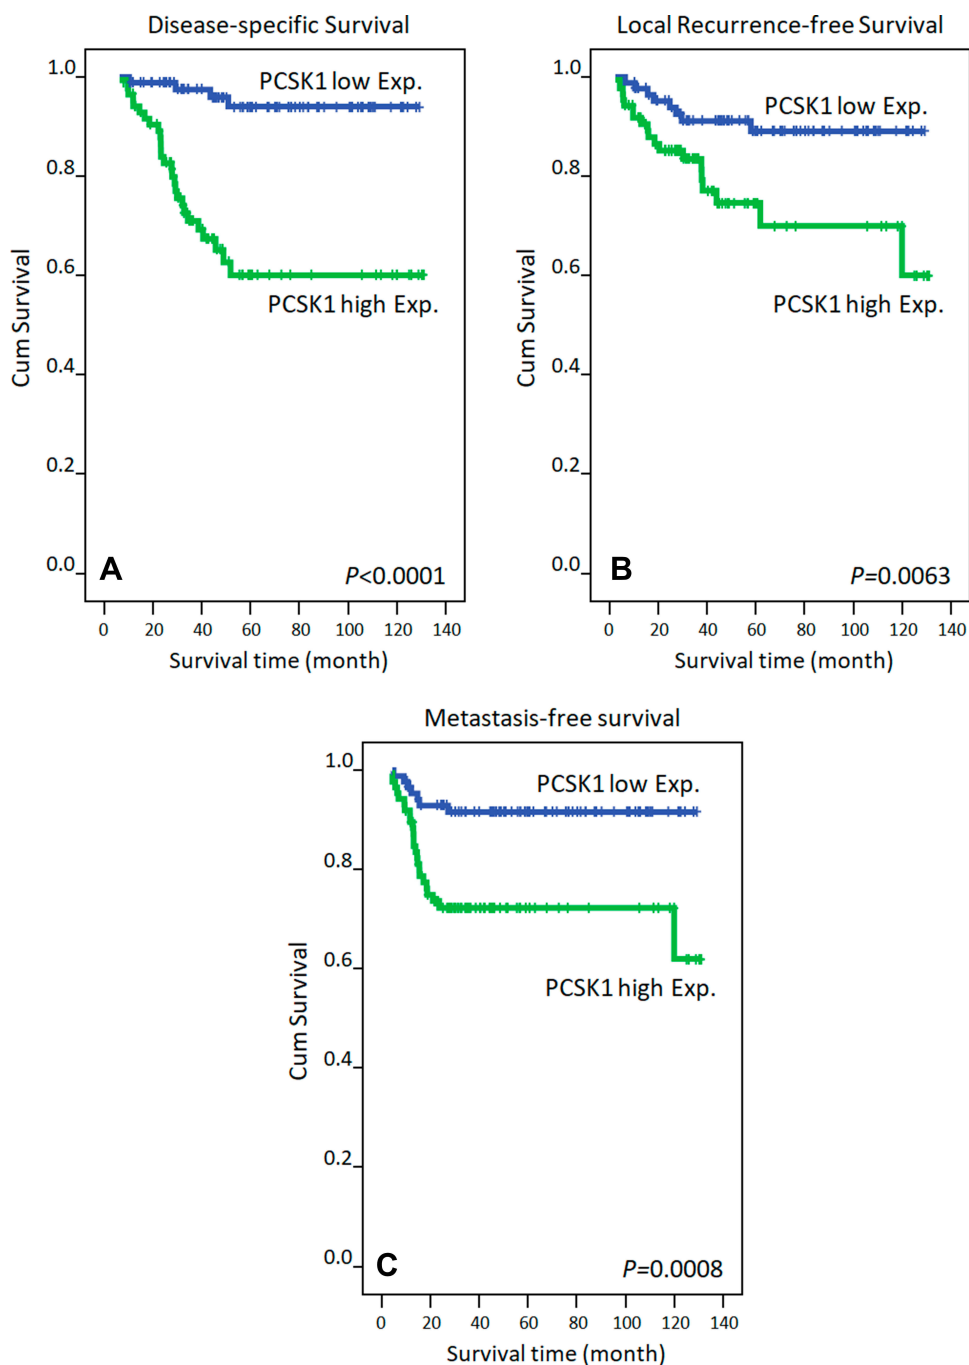 Disease-specific Survival
1.0
0.8
0.6
0.4
0.2
0.0
Cum Survival
PCSK1 low Exp.
PCSK1 high Exp.
A
P<0.0001
0 20 40 60 80 100 120 140
Survival time (month)
Local Recurrence-free Survival
1.0
0.8
0.6
0.4
0.2
0.0
Cum Survival
PCSK1 low Exp.
PCSK1 high Exp.
B
P=0.0063
0 20 40 60 80 100 120 140
Survival time (month)
Metastasis-free survival
1.0
0.8
0.6
0.4
0.2
0.0
Cum Survival
PCSK1 low Exp.
PCSK1 high Exp.
C
P=0.0008
0 20 40 60 80 100 120 140
Survival time (month)